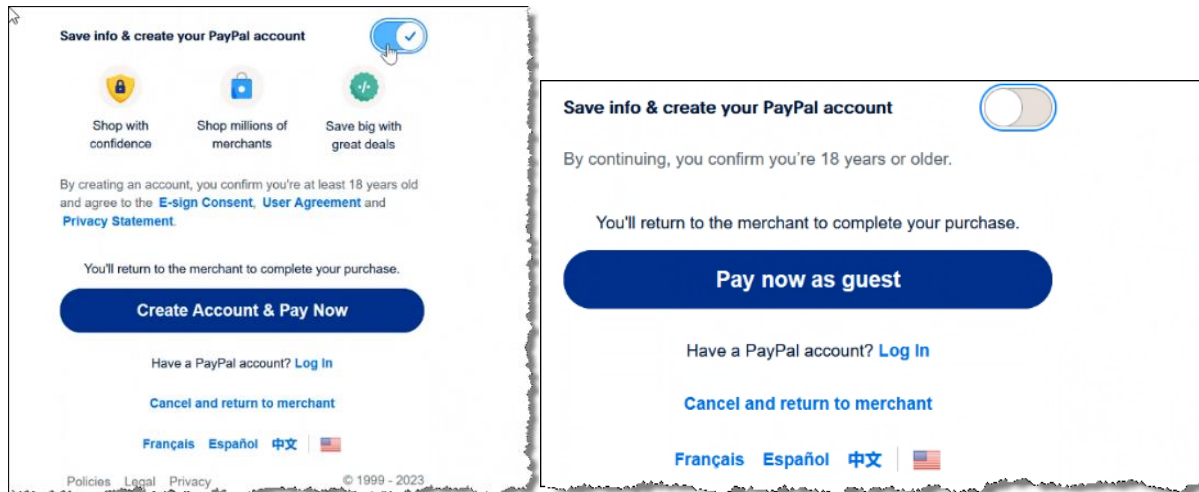 Save info & create your PayPal account
Shop with confidence
Shop millions of merchants
Save big with great deals
By creating an account, you confirm you're at least 18 years old
and agree to the E-sign Consent, User Agreement and
Privacy Statement.
You'll return to the merchant to complete your purchase.
Create Account & Pay Now
Have a PayPal account? Log In
Cancel and return to merchant
Français Español 中文
Policies Legal Privacy © 1999 - 2023
Save info & create your PayPal account
By continuing, you confirm you're 18 years or older.
You'll return to the merchant to complete your purchase.
Pay now as guest
Have a PayPal account? Log In
Cancel and return to merchant
Français Español 中文